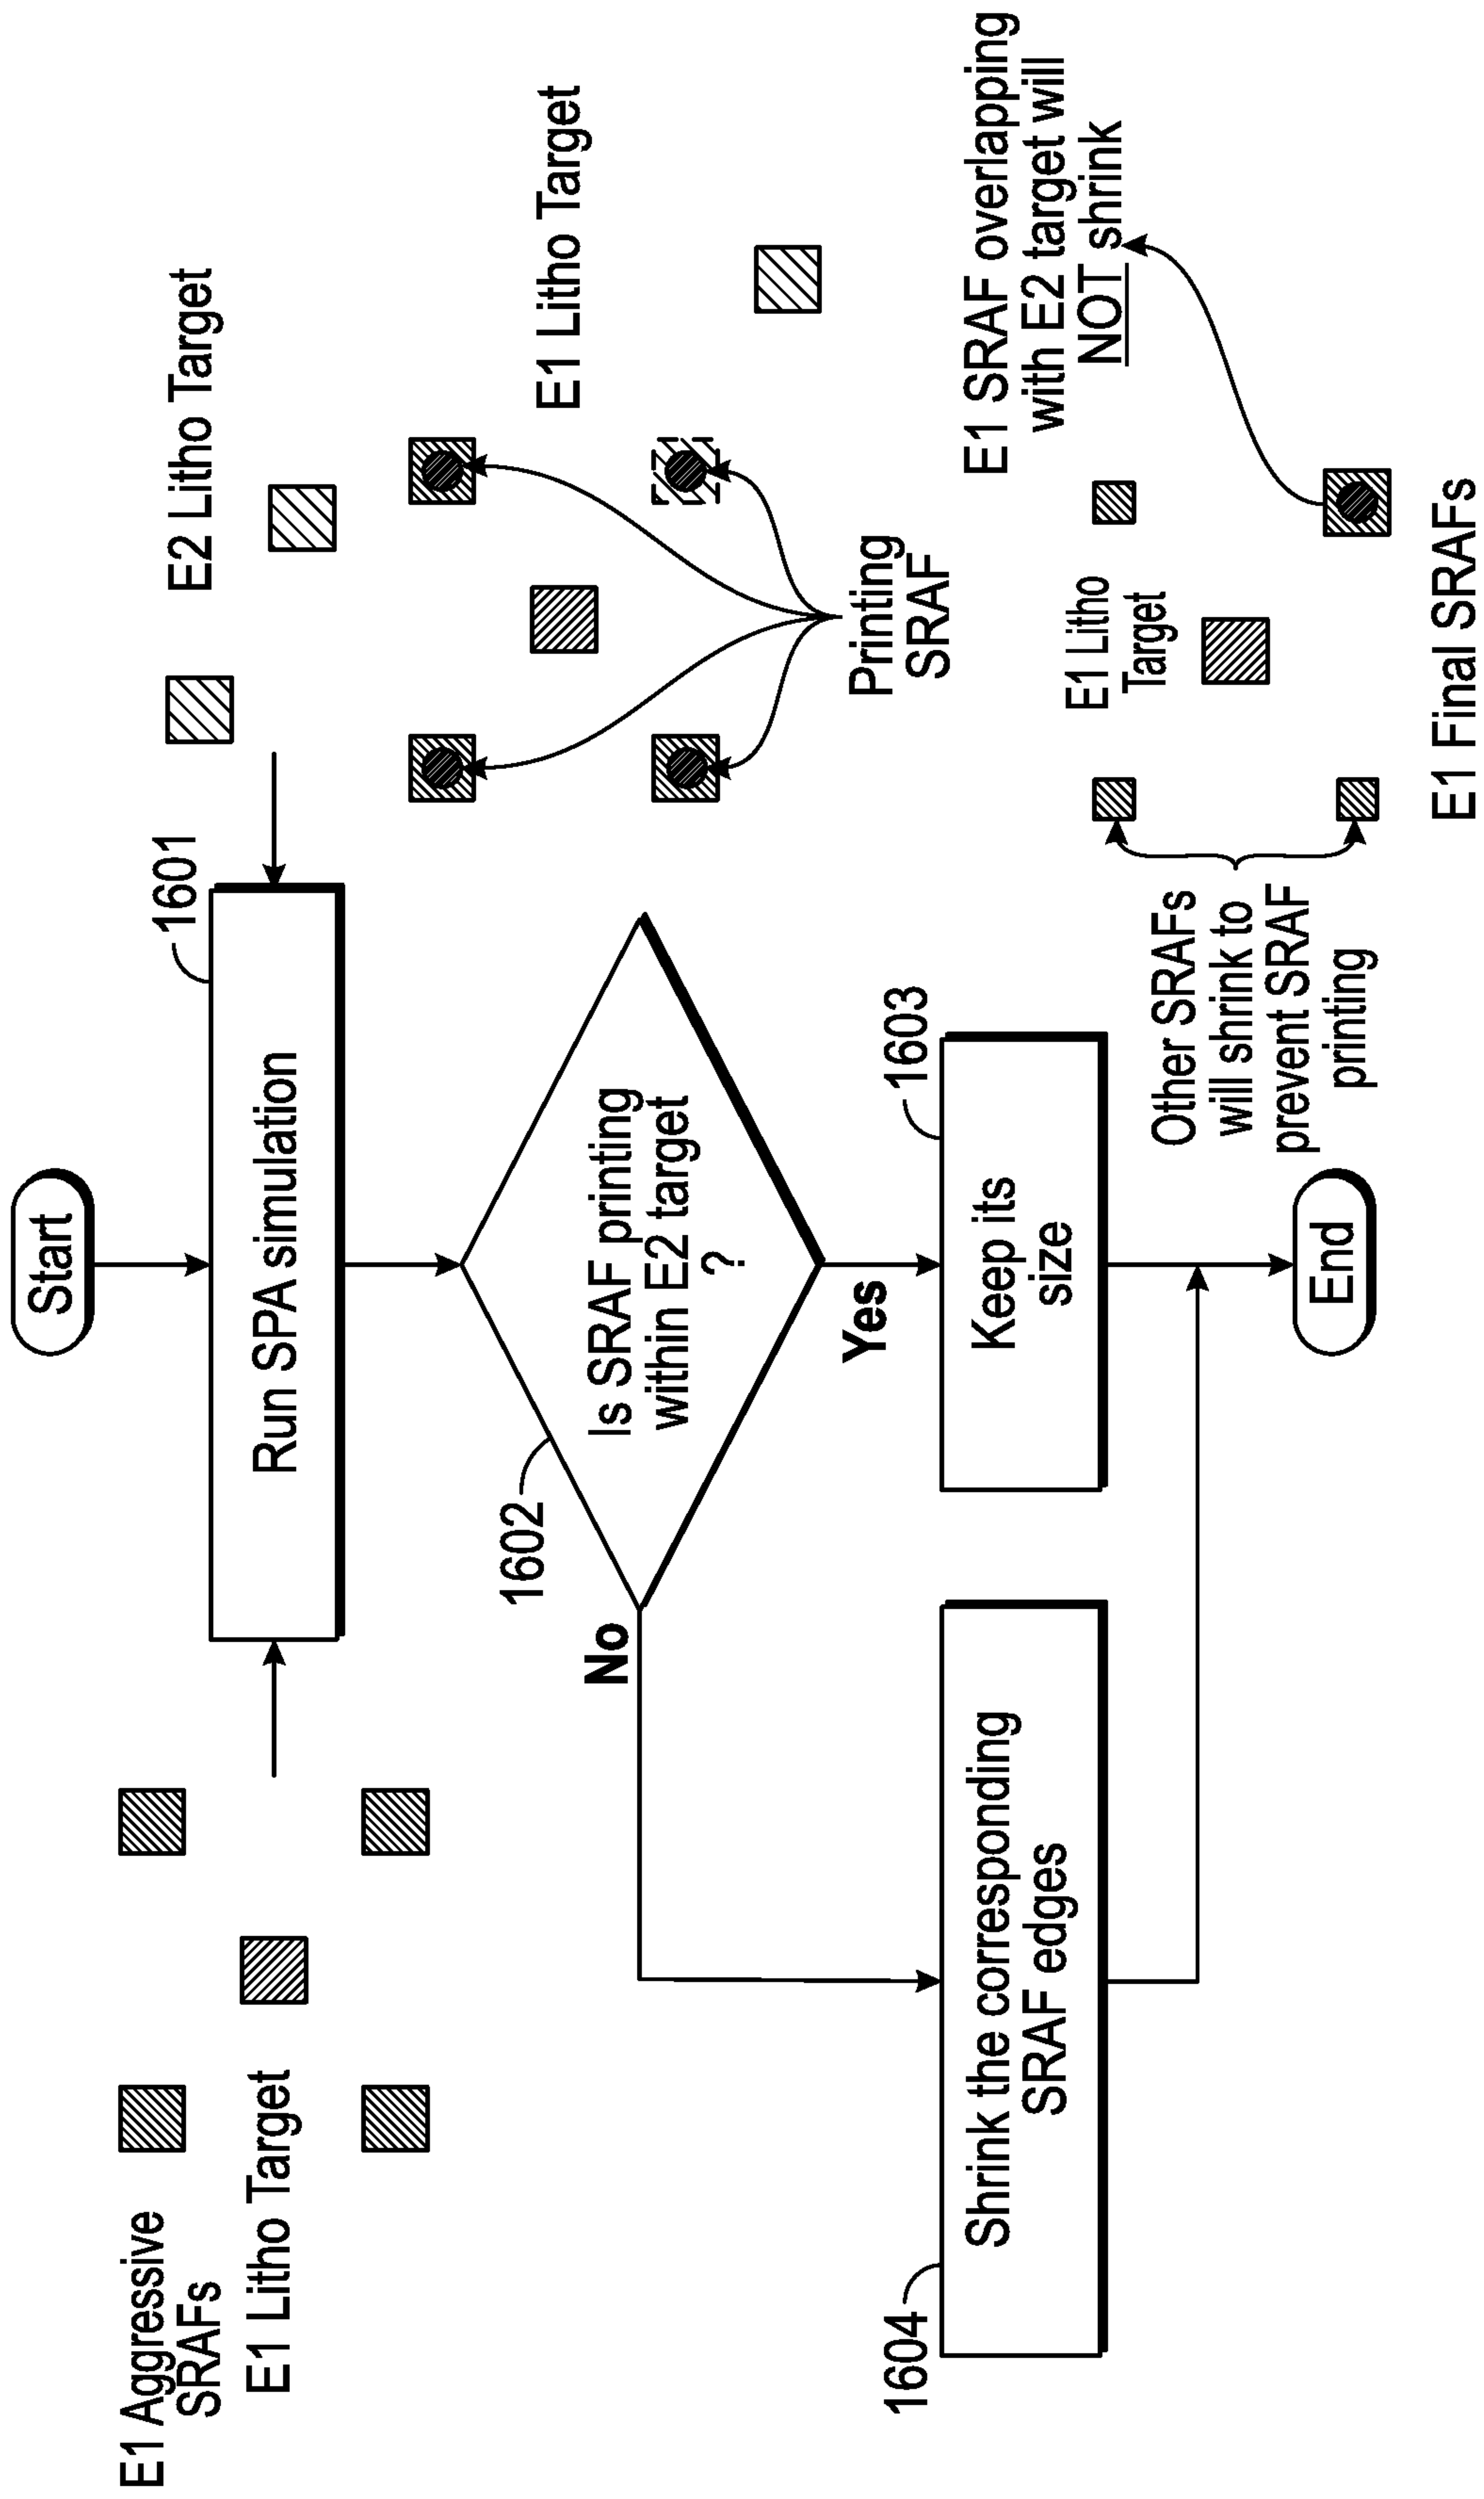 Start
E1 Aggressive
SRAFs
E1 Litho Target
1601
Run SPA simulation
E2 Litho Target
1602
Is SRAF printing
within E2 target
?
No
Yes
E1 Litho Target
Printing
SRAF
1604
Shrink the corresponding
SRAF edges
1603
Keep its
size
End
E1 SRAF overlapping
with E2 target will
NOT shrink
E1 Litho
Target
Other SRAFs
will shrink to
prevent SRAF
printing
E1 Final SRAFs